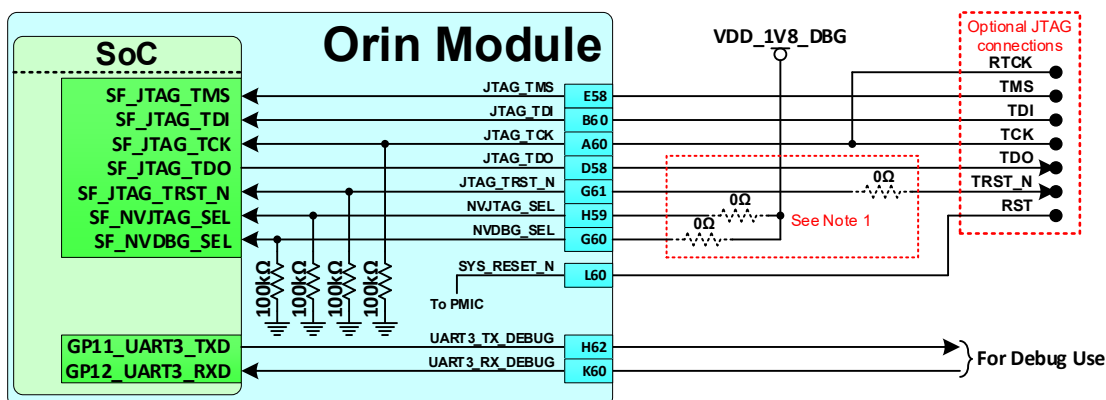 Orin Module
SoC
VDD_1V8_DBG
Optional JTAG
connections
RTCK
SF_JTAG_TMS
JTAG_TMS
E58
TMS
SF_JTAG_TDI
JTAG_TDI
B60
TDI
SF_JTAG_TCK
JTAG_TCK
A60
TCK
SF_JTAG_TDO
JTAG_TDO
D58
TDO
SF_JTAG_TRST_N
JTAG_TRST_N
G61
0Ω
TRST_N
SF_NVJTAG_SEL
NVJTAG_SEL
H59
0Ω
See Note 1
RST
SF_NVDBG_SEL
NVDBG_SEL
G60
0Ω
100kΩ
100kΩ
100kΩ
100kΩ
SYS_RESET_N
L60
To PMIC
GP11_UART3_TXD
UART3_TX_DEBUG
H62
GP12_UART3_RXD
UART3_RX_DEBUG
K60
For Debug Use